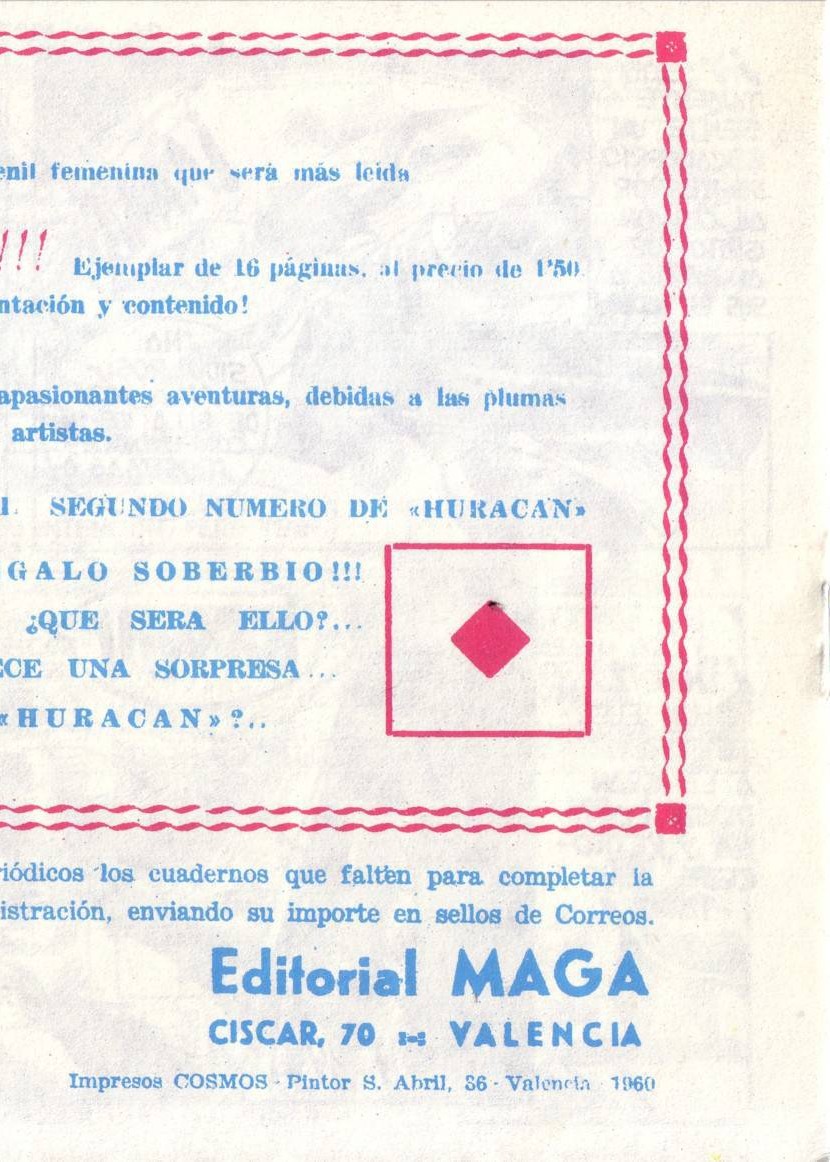 enil femenina que será más leída
!!! Ejemplar de 16 páginas, al precio de 1'50
ntación y contenido!
apasionantes aventuras, debidas a las plumas
artistas.
L SEGUNDO NUMERO DE «HURACAN»
GALO SOBERBIO!!!
¿QUE SERA ELLO?...
ECE UNA SORPRESA...
«HURACAN»?..
riódicos los cuadernos que falten para completar la
istración, enviando su importe en sellos de Correos.
Editorial MAGA
CISCAR, 70 :-: VALENCIA
Impresos COSMOS - Pintor S. Abril, 36 - Valencia 1960